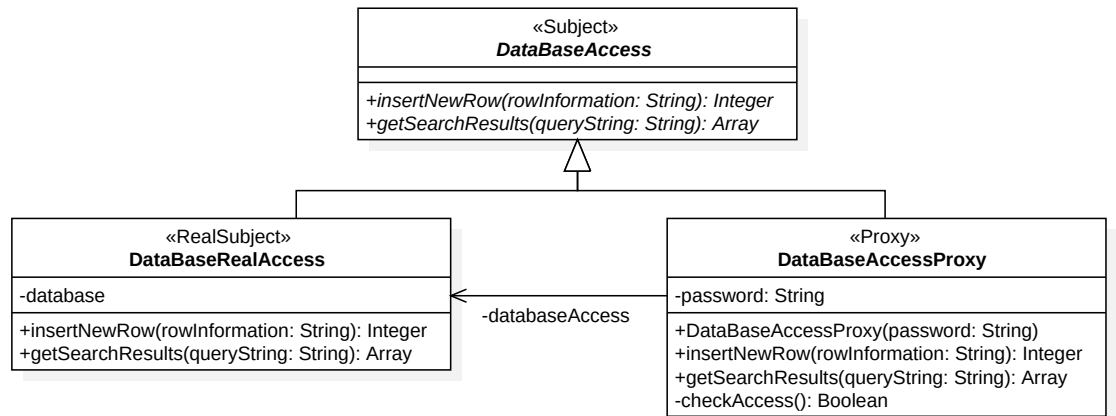 «Subject»
DataBaseAccess
+insertNewRow(rowInformation: String): Integer
+getSearchResults(queryString: String): Array
«RealSubject»
DataBaseRealAccess
-database
+insertNewRow(rowInformation: String): Integer
+getSearchResults(queryString: String): Array
-databaseAccess
«Proxy»
DataBaseAccessProxy
-password: String
+DataBaseAccessProxy(password: String)
+insertNewRow(rowInformation: String): Integer
+getSearchResults(queryString: String): Array
-checkAccess(): Boolean